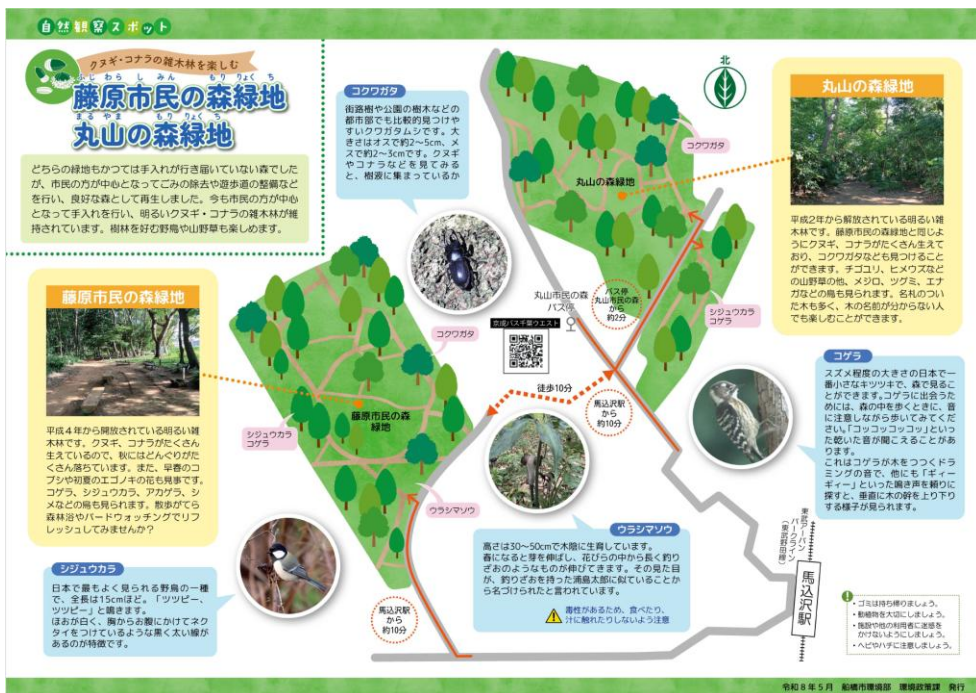 自然観察スポット
クヌギ・コナラの雑木林を楽しむ
ふじわらしみん もりりょくち
藤原市民の森緑地
まるやま もりりょくち
丸山の森緑地
どちらの緑地もかつては手入れが行き届いていない森でした
が、市民の方が中心となってごみの除去や遊歩道の整備など
を行い、良好な森として再生しました。今も市民の方が中心
となって手入れを行い、明るいクヌギ・コナラの雑木林が維
持されています。樹林を好む野鳥や山野草も楽しめます。
コクワガタ
街路樹や公園の樹木などの
都市部でも比較的見つけや
すいクワガタムシです。大
きさはオスで約2～5cm、メ
スで約2～3cmです。クヌギ
やコナラなどを見てみる
と、樹液に集まっているか
北
コクワガタ
丸山の森緑地
丸山の森緑地
平成2年から解放されている明るい雑
木林です。藤原市民の森緑地と同じよ
うにクヌギ、コナラがたくさん生えて
おり、コクワガタなども見つけること
ができます。チゴユリ、ヒメウズなど
の山野草の他、メジロ、ツグミ、エナ
ガなどの鳥も見られます。名札のつい
た木も多く、木の名前が分からない人
でも楽しむことができます。
藤原市民の森緑地
平成４年から開放されている明るい雑
木林です。クヌギ、コナラがたくさん
生えているので、秋にはどんぐりがた
くさん落ちています。また、早春のコ
ブシや初夏のエゴノキの花も見事です。
コゲラ、シジュウカラ、アカゲラ、シ
メなどの鳥も見られます。散歩がてら
森林浴やバードウォッチングでリフ
レッシュしてみませんか？
コクワガタ
藤原市民の森
緑地
シジュウカラ
コゲラ
ウラシマソウ
丸山市民の森
バス停
京成バス千葉ウエスト
バス停
丸山市民の森
から
約2分
シジュウカラ
コゲラ
徒歩10分
馬込沢駅
から
約10分
コゲラ
スズメ程度の大きさの日本で一
番小さなキツツキで、森で見るこ
とができます。コゲラに出会うた
めには、森の中を歩くときに、音
に注意しながら歩いてみてくだ
さい。「コッコッコッコッ」といっ
た乾いた音が聞こえることがあ
ります。
これはコゲラが木をつつくドラ
ミングの音で、他にも「ギィー
ギィー」といった鳴き声を頼りに
探すと、垂直に木の幹を上り下り
する様子が見られます。
シジュウカラ
日本で最もよく見られる野鳥の一種
で、全長は15cmほど。「ツツピー、
ツツピー」と鳴きます。
ほおが白く、胸からお腹にかけてネク
タイをつけているような黒く太い線が
あるのが特徴です。
馬込沢駅
から
約10分
ウラシマソウ
高さは30～50cmで木陰に生育しています。
春になると芽を伸ばし、花びらの中から長く釣り
ざおのようなものが伸びてきます。その見た目
が、釣りざおを持った浦島太郎に似ていることか
ら名づけられたと言われています。
毒性があるため、食べたり、
汁に触れたりしないよう注意
東武アーバン
パークライン
（東武野田線）
馬込沢駅
・ゴミは持ち帰りましょう。
・動植物を大切にしましょう。
・施設や他の利用者に迷惑を
かけないようにしましょう。
・ヘビやハチに注意しましょう。
令和８年５月 船橋市環境部 環境政策課 発行